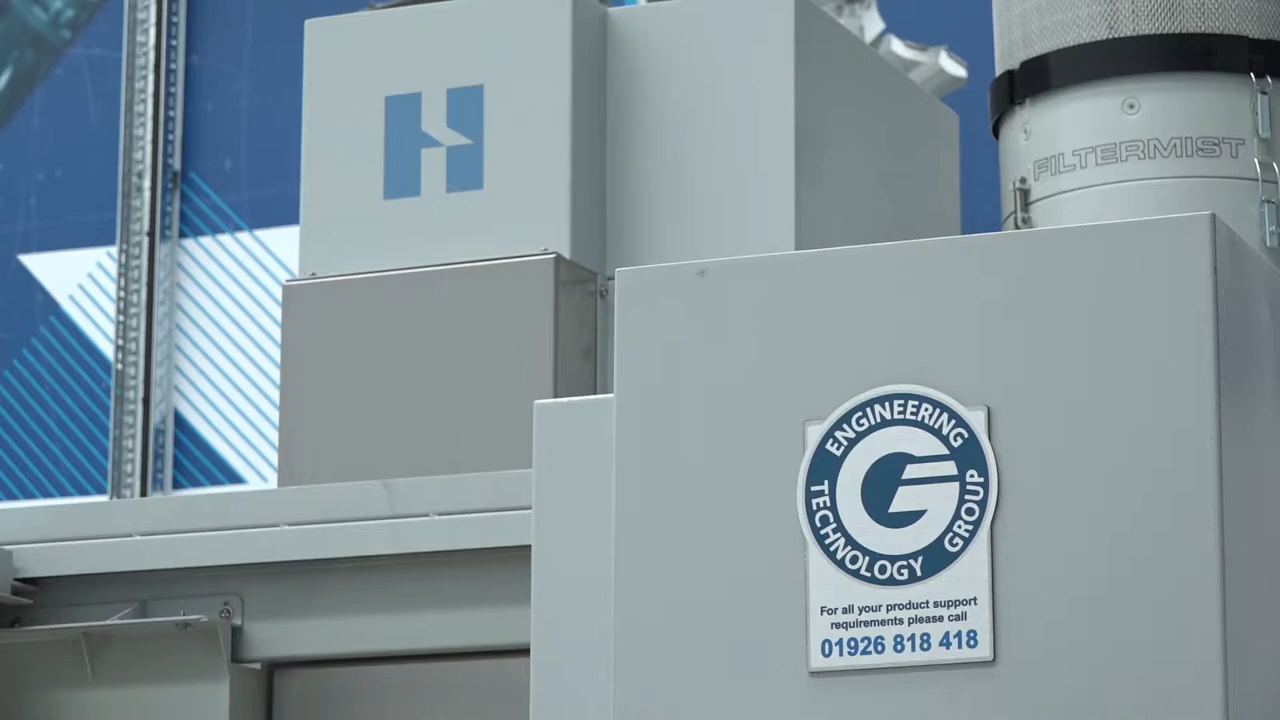 H
FILTERMIST
ENGINEERING
TECHNOLOGY
GROUP
For all your product support
requirements please call
01926 818 418